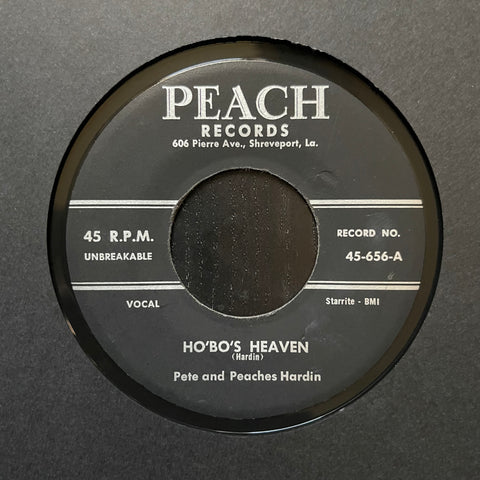 PEACH
RECORDS
606 Pierre Ave., Shreveport, La.
45 R.P.M.
UNBREAKABLE
RECORD NO.
45-656-A
VOCAL
Starrite - BMI
HO'BO'S HEAVEN
(Hardin)
Pete and Peaches Hardin